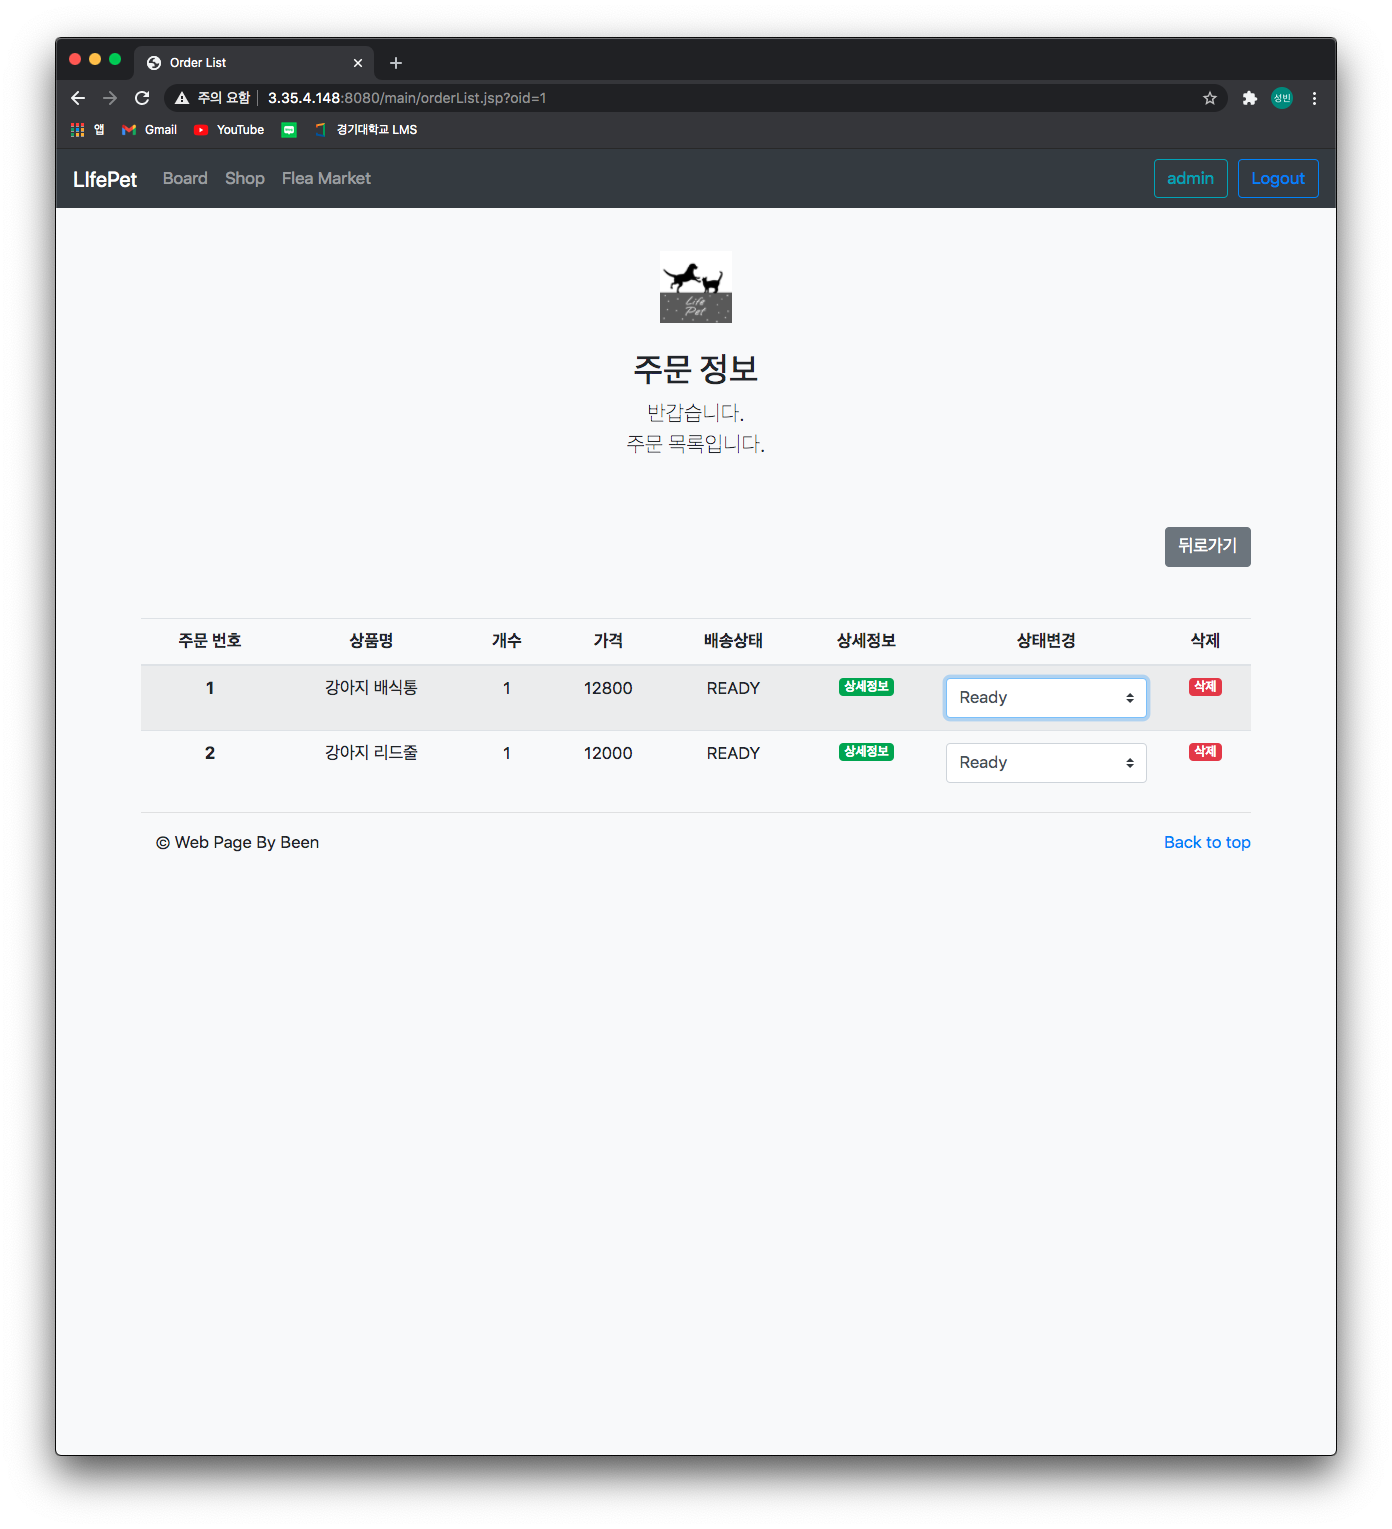 Order List
주의 요함 3.35.4.148:8080/main/orderList.jsp?oid=1 성빈
앱 Gmail YouTube 경기대학교 LMS
LIfePet Board Shop Flea Market admin Logout
Life
Pet
주문 정보
반갑습니다.
주문 목록입니다.
뒤로가기
주문 번호 상품명 개수 가격 배송상태 상세정보 상태변경 삭제
1 강아지 배식통 1 12800 READY 상세정보 Ready 삭제
2 강아지 리드줄 1 12000 READY 상세정보 Ready 삭제
© Web Page By Been Back to top